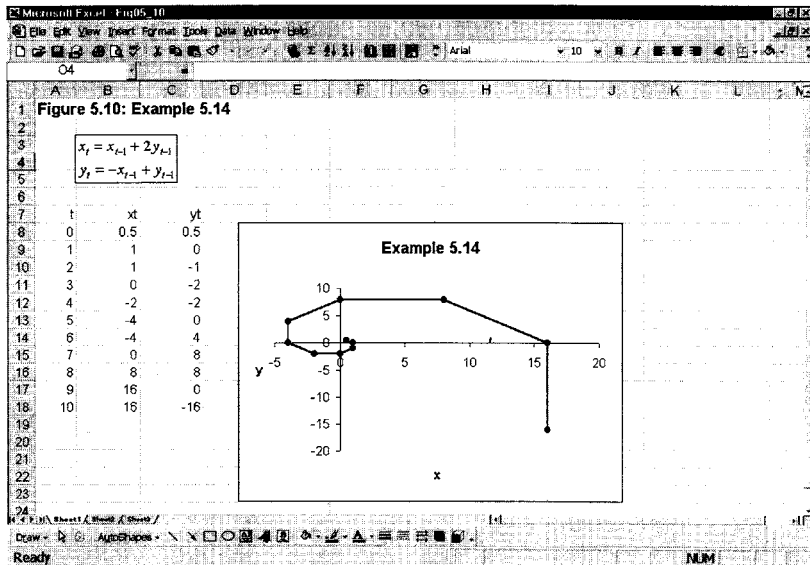 Microsoft Excel - Fig05_10
File Edit View Insert Format Tools Data Window Help
Arial 10
O4
A B C D E F G H I J K L N
1 Figure 5.10: Example 5.14
2
3 xₜ = xₜ₋₁ + 2yₜ₋₁
4 yₜ = -xₜ₋₁ + yₜ₋₁
5
6
7 t xt yt
8 0 0.5 0.5
9 1 1 0
10 2 1 -1
11 3 0 -2
12 4 -2 -2
13 5 -4 0
14 6 -4 4
15 7 0 8
16 8 8 8
17 9 16 0
18 10 16 -16
19
20
21
22
23
24
Example 5.14
10
5
0
-5 0 5 10 15 20
y
-5
-10
-15
-20
x
Sheet1 / Sheet2 / Sheet3
Draw AutoShapes
Ready NUM